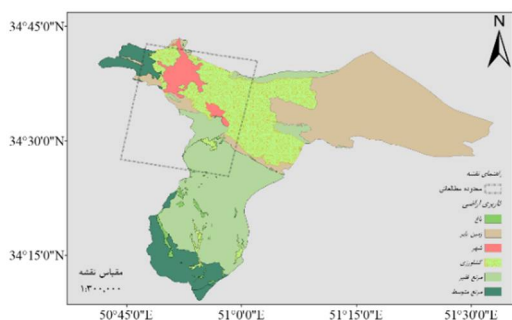 34°45'0"N
34°30'0"N
34°15'0"N
50°45'0"E
51°0'0"E
51°15'0"E
51°30'0"E
N
راهنمای نقشه
محدوده مطالعاتی
کاربری اراضی
باغ
زمین بایر
شهر
کشاورزی
مراتع فقیر
مراتع متوسط
مقیاس نقشه
۱:۳۰۰,۰۰۰